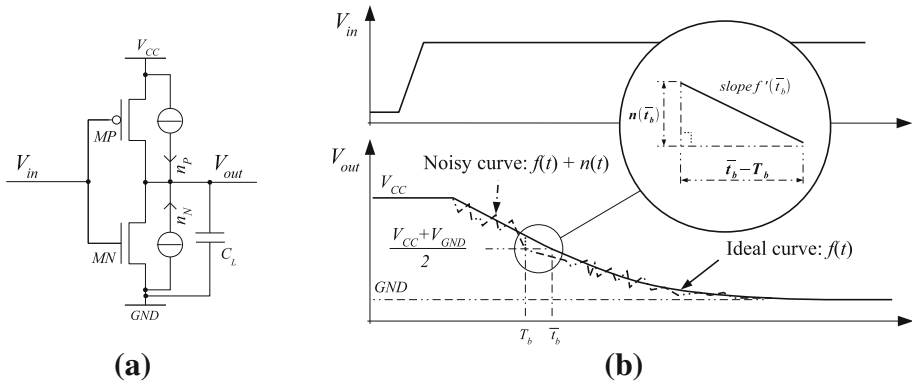 V_CC
MP
n_P
V_in
V_out
n_N
MN
C_L
GND
(a)
V_in
slope f'(t̅_b)
n(t̅_b)
t̅_b − T_b
V_out
Noisy curve: f(t) + n(t)
V_CC
V_CC + V_GND
2
Ideal curve: f(t)
GND
T_b
t̅_b
(b)